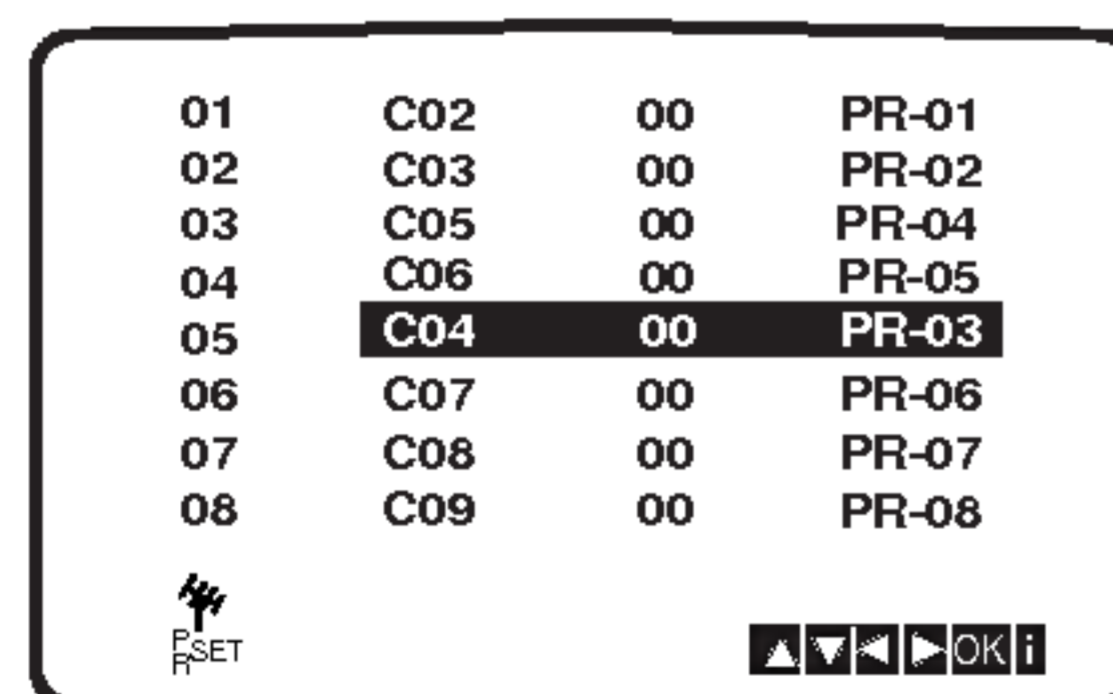 01 C02 00 PR-01
02 C03 00 PR-02
03 C05 00 PR-04
04 C06 00 PR-05
05 C04 00 PR-03
06 C07 00 PR-06
07 C08 00 PR-07
08 C09 00 PR-08
PR SET OK i